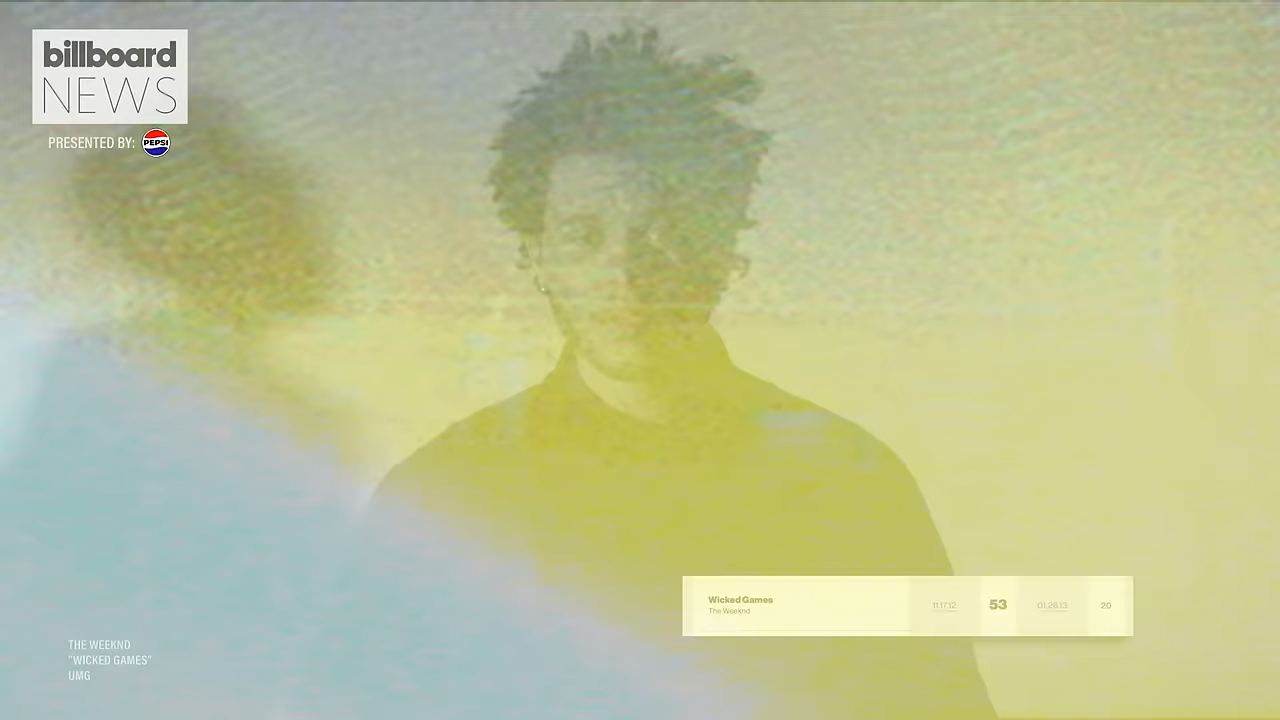 billboard
NEWS
PRESENTED BY: PEPSI
Wicked Games
The Weeknd
11.17.12
53
01.26.13
20
THE WEEKND
"WICKED GAMES"
UMG